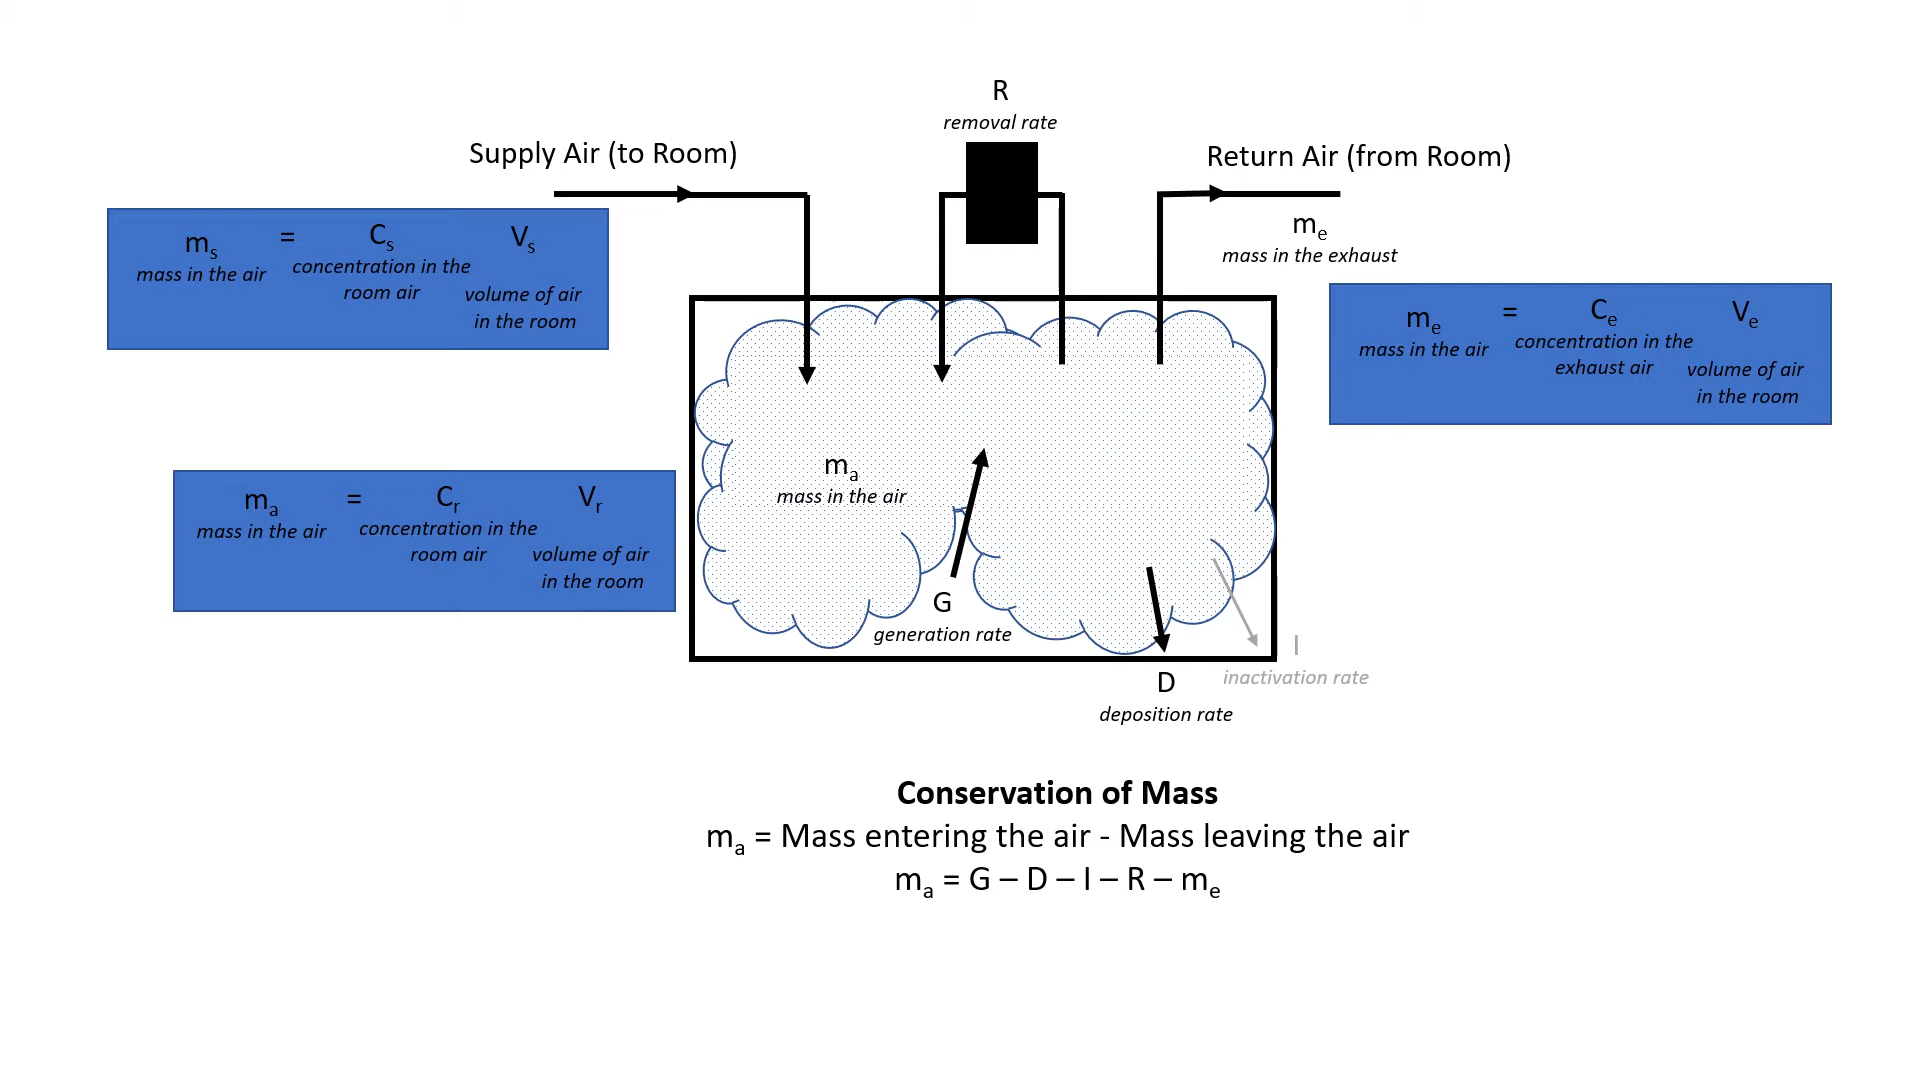 R
removal rate
Supply Air (to Room)
Return Air (from Room)
mₛ = Cₛ Vₛ
mass in the air
concentration in the
room air
volume of air
in the room
mₑ
mass in the exhaust
mₑ = Cₑ Vₑ
mass in the air
concentration in the
exhaust air
volume of air
in the room
mₐ = Cᵣ Vᵣ
mass in the air
concentration in the
room air
volume of air
in the room
mₐ
mass in the air
G
generation rate
I
inactivation rate
D
deposition rate
Conservation of Mass
mₐ = Mass entering the air - Mass leaving the air
mₐ = G – D – I – R – mₑ